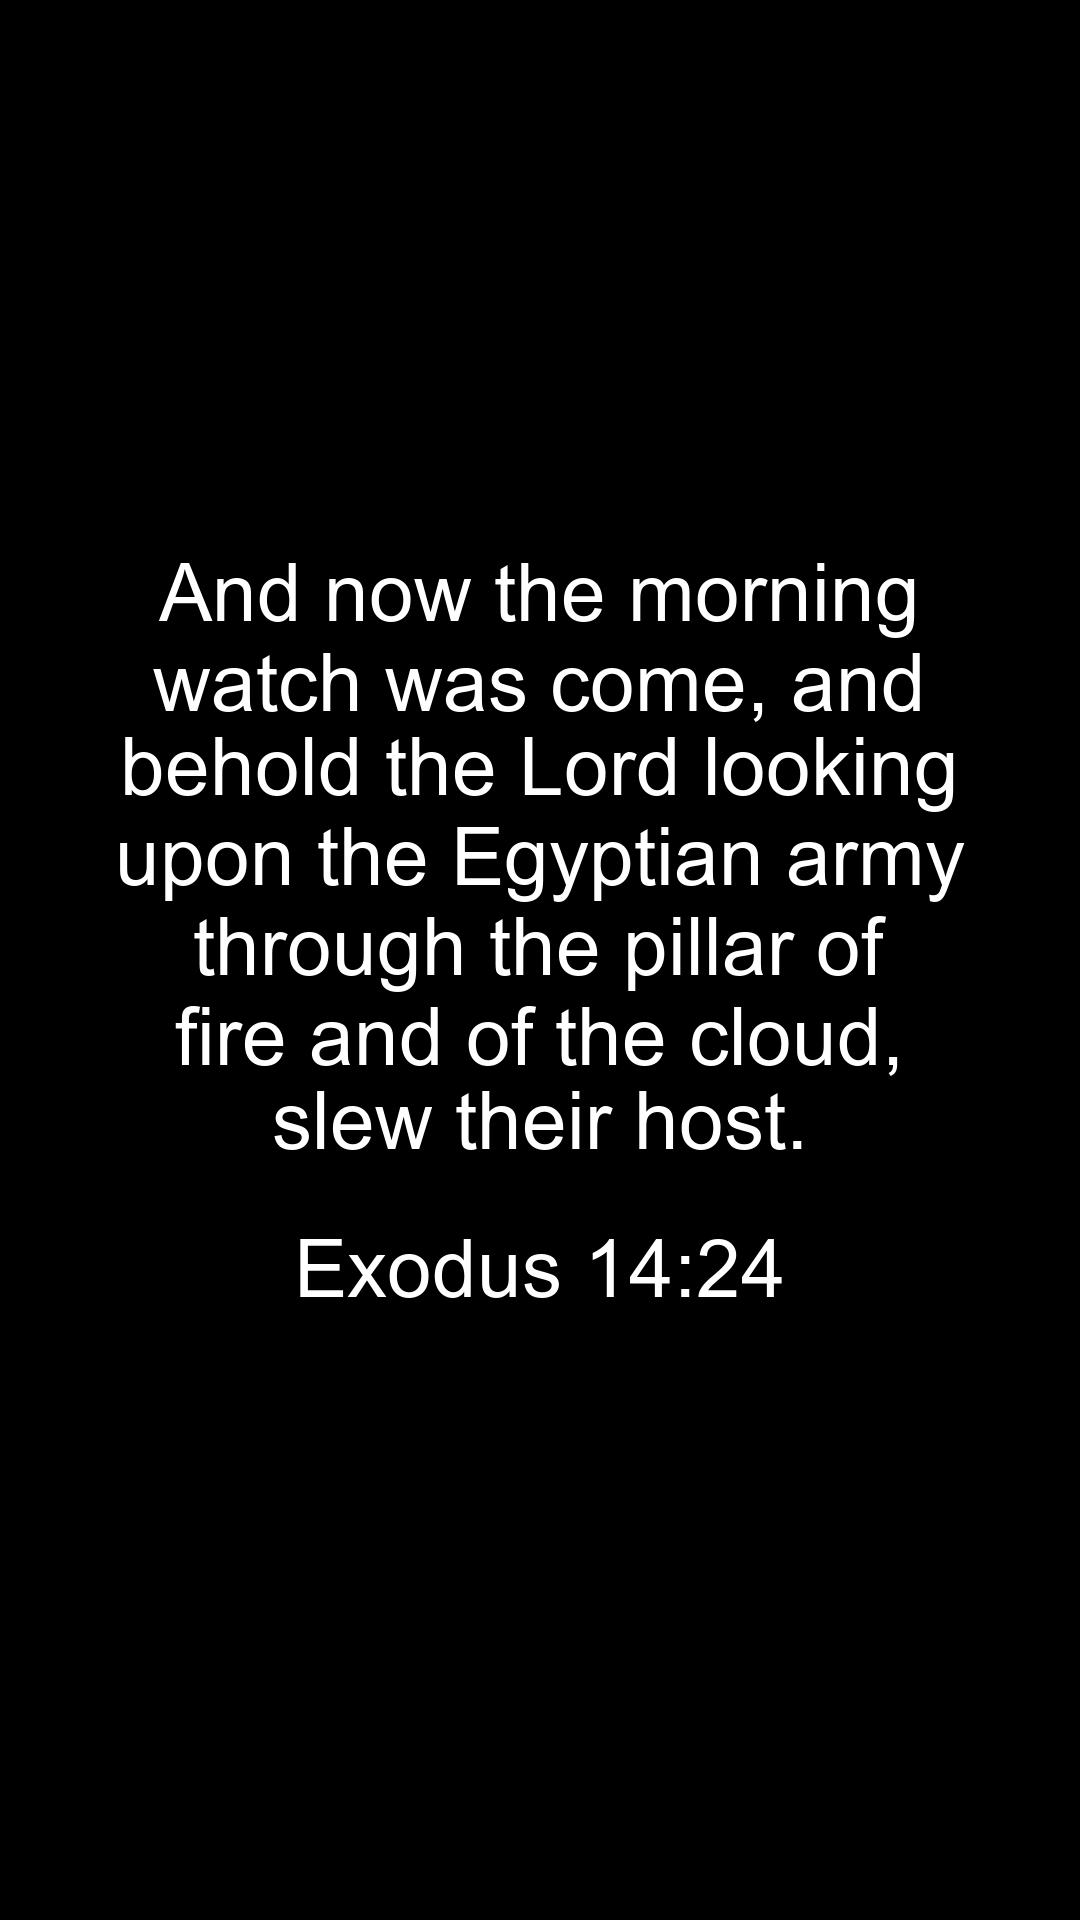 And now the morning
watch was come, and
behold the Lord looking
upon the Egyptian army
through the pillar of
fire and of the cloud,
slew their host.
Exodus 14:24